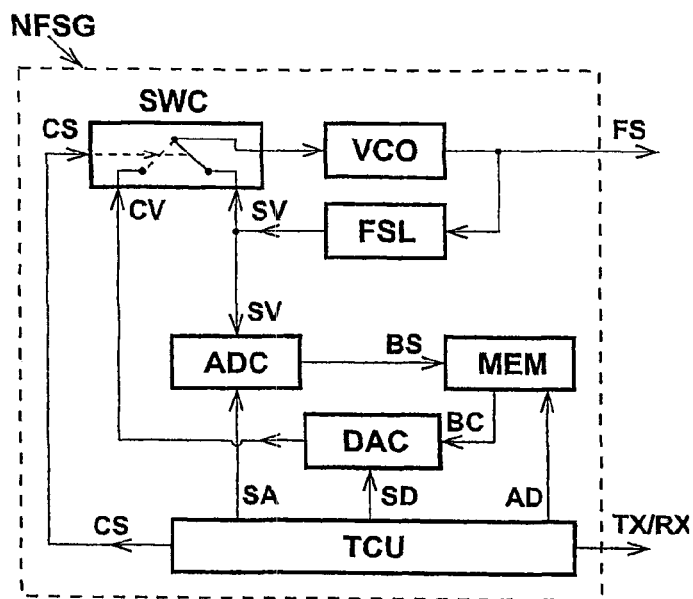 NFSG
SWC
CS
VCO
FS
CV
SV
FSL
SV
ADC
BS
MEM
BC
DAC
SA
SD
AD
CS
TCU
TX/RX